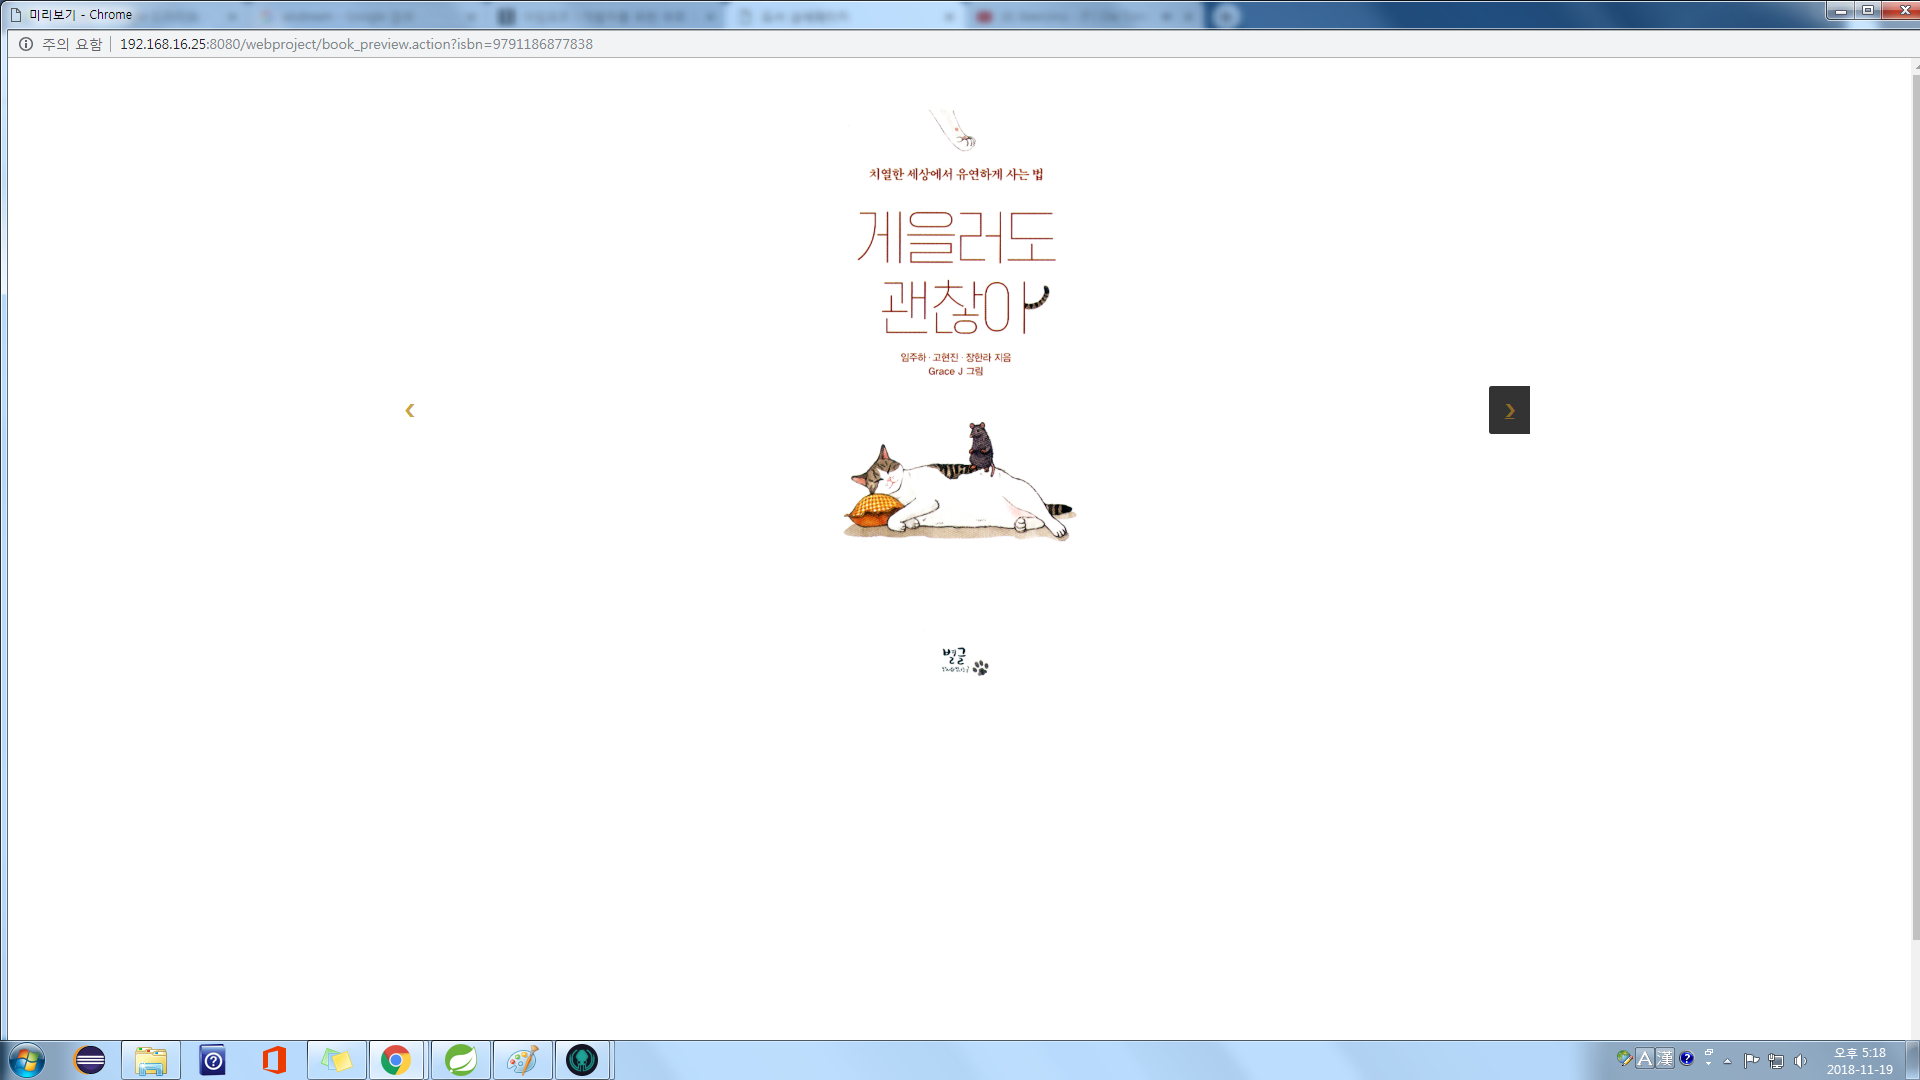 미리보기 - Chrome
주의 요함 192.168.16.25:8080/webproject/book_preview.action?isbn=9791186877838
치열한 세상에서 유연하게 사는 법
게을러도
괜찮아
임주하 · 고현진 · 장한라 지음
Grace J 그림
‹
›
별글
A 漢
오후 5:18
2018-11-19